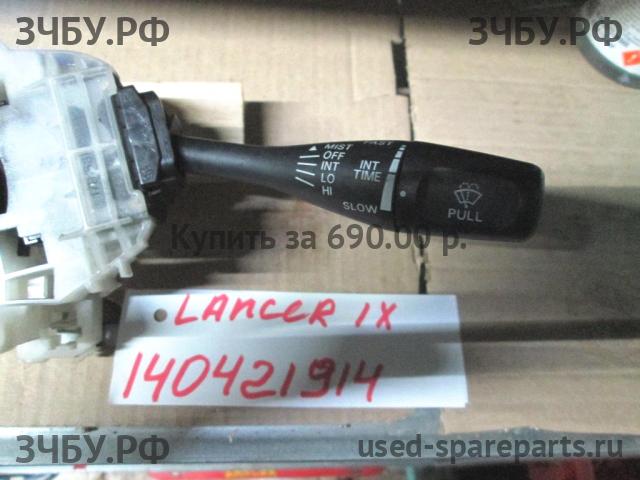 ЗЧБУ.РФ
ЗЧБУ.РФ
MIST
OFF
INT
LO
HI
FAST
INT
TIME
SLOW
PULL
Купить за 690.00 р.
LANCER IX
140421914
ЗЧБУ.РФ
used-spareparts.ru